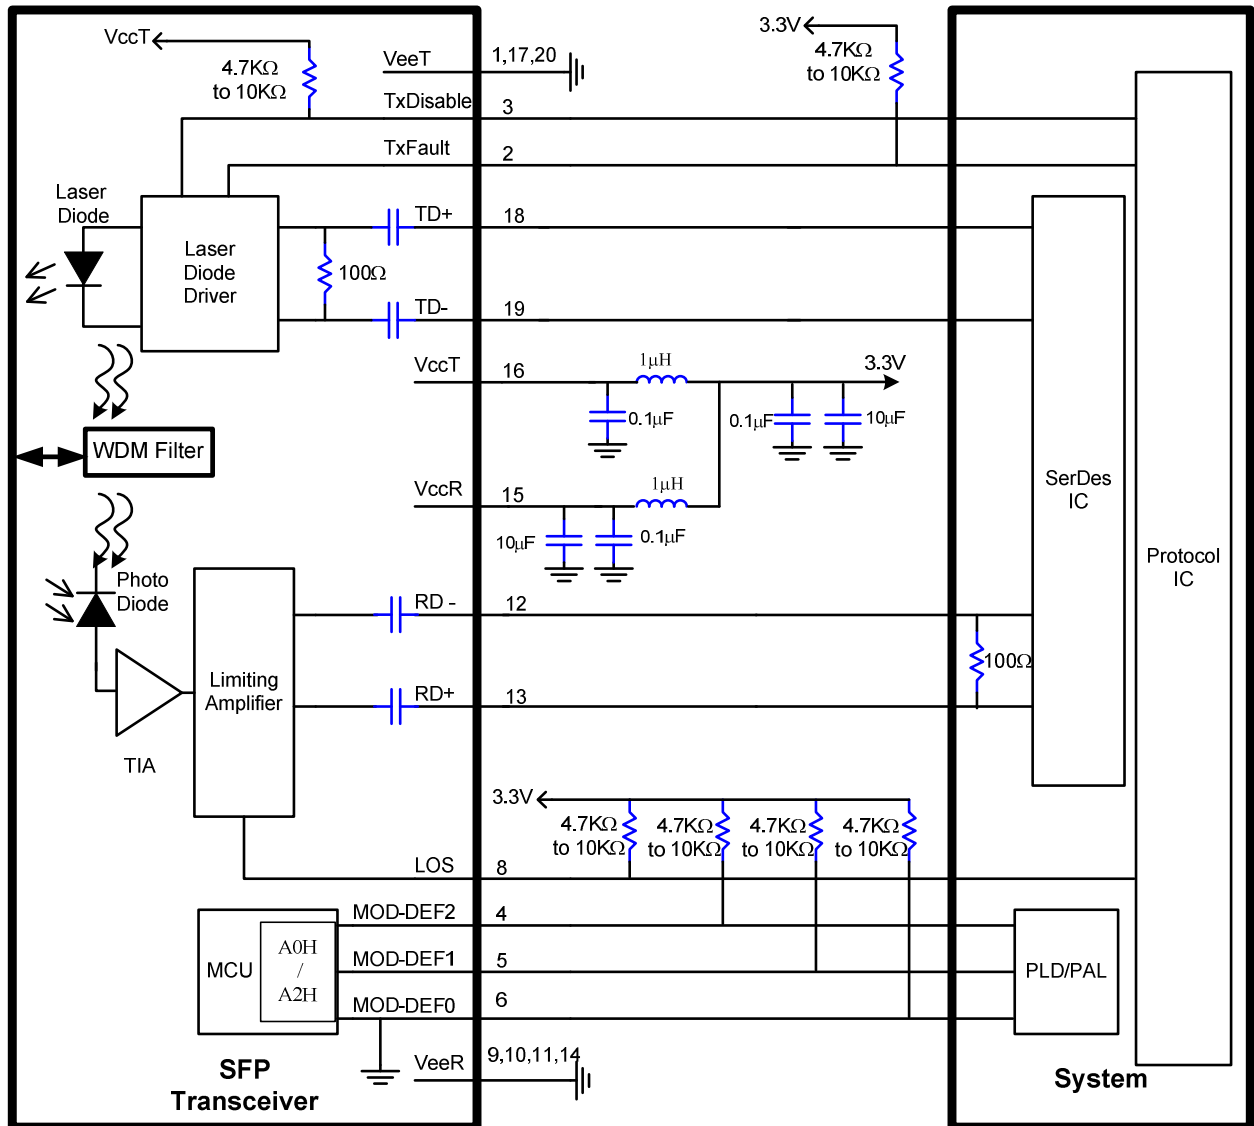 VccT
4.7KΩ
to 10KΩ
VeeT
1,17,20
3.3V
4.7KΩ
to 10KΩ
TxDisable
3
TxFault
2
Laser
Diode
Laser
Diode
Driver
TD+
18
100Ω
TD-
19
VccT
16
1μH
3.3V
0.1μF
0.1μF
10μF
WDM Filter
VccR
15
1μH
10μF
0.1μF
SerDes
IC
Protocol
IC
Photo
Diode
RD -
12
Limiting
Amplifier
RD+
13
100Ω
TIA
3.3V
4.7KΩ
to 10KΩ
4.7KΩ
to 10KΩ
4.7KΩ
to 10KΩ
4.7KΩ
to 10KΩ
LOS
8
MOD-DEF2
4
MCU
A0H
/
A2H
MOD-DEF1
5
PLD/PAL
MOD-DEF0
6
VeeR
9,10,11,14
SFP
Transceiver
System